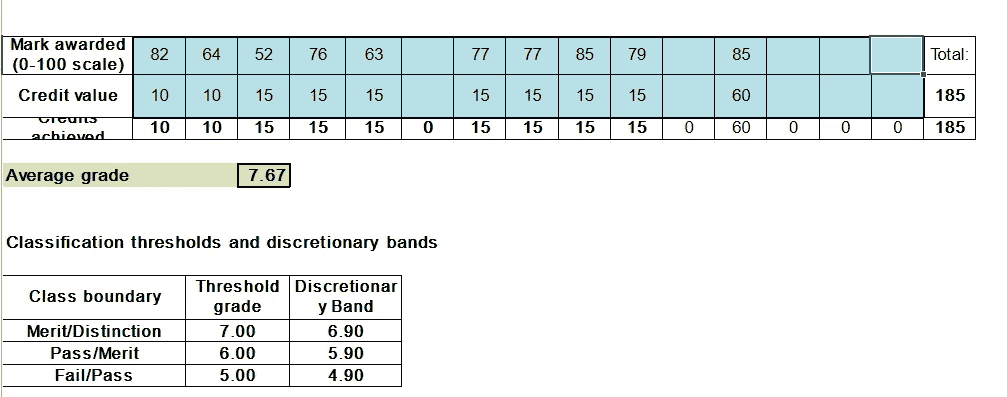 Mark awarded (0-100 scale) 82 64 52 76 63 77 77 85 79 85 Total:
Credit value 10 10 15 15 15 15 15 15 15 60 185
Credits achieved 10 10 15 15 15 0 15 15 15 15 0 60 0 0 0 185
Average grade 7.67
Classification thresholds and discretionary bands
Class boundary Threshold grade Discretionary Band
Merit/Distinction 7.00 6.90
Pass/Merit 6.00 5.90
Fail/Pass 5.00 4.90